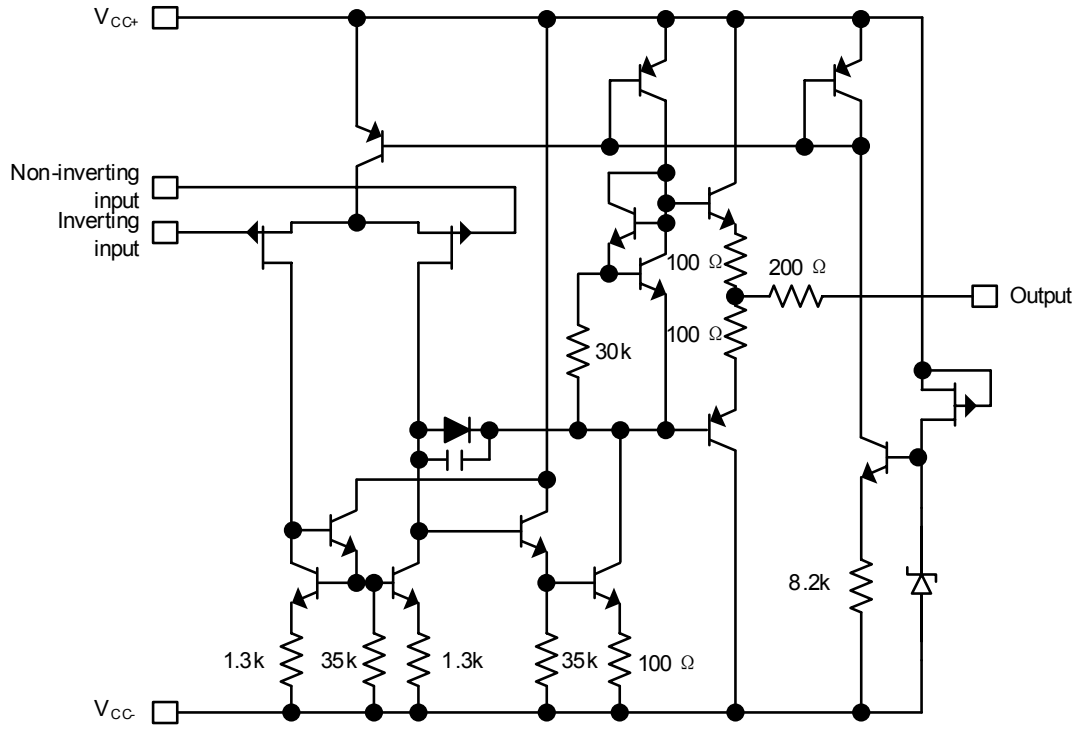 VCC+
Non-inverting
input
Inverting
input
100 Ω
200 Ω
Output
100 Ω
30k
8.2k
1.3k
35k
1.3k
35k
100 Ω
VCC-